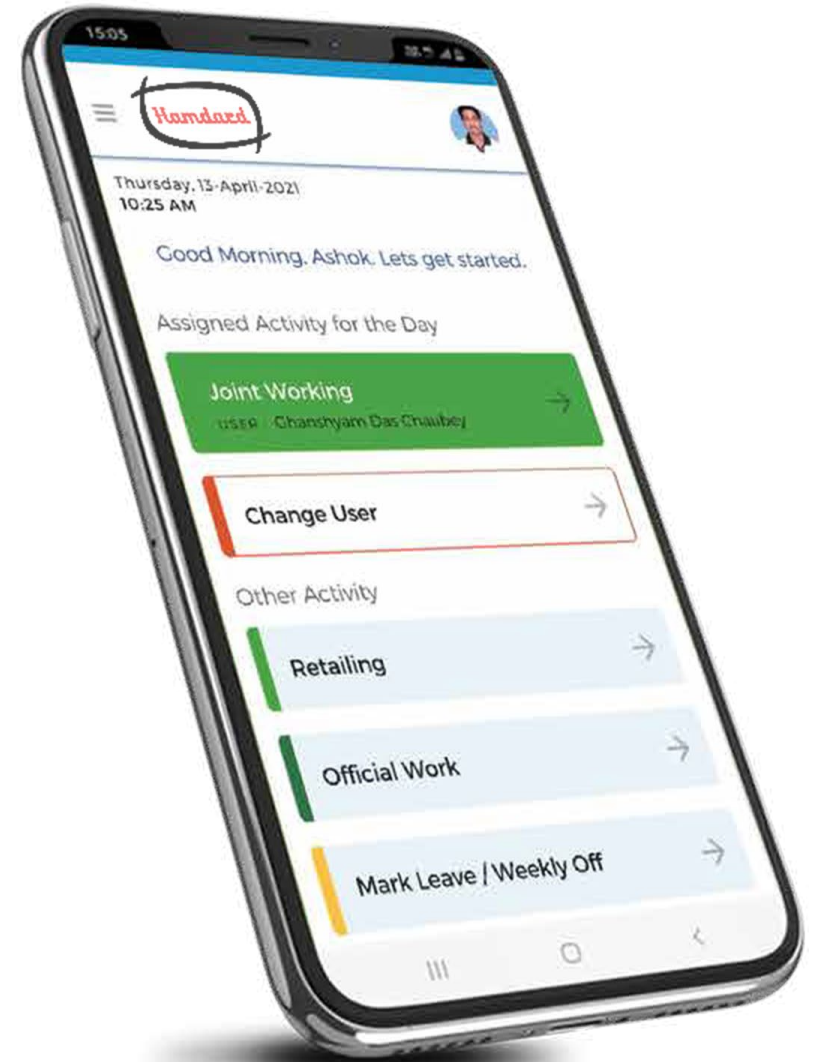 15:05
Hamdard
Thursday, 13-April-2021
10:25 AM
Good Morning, Ashok. Lets get started.
Assigned Activity for the Day
Joint Working
USER Ghanshyam Das Chaubey
Change User
Other Activity
Retailing
Official Work
Mark Leave / Weekly Off